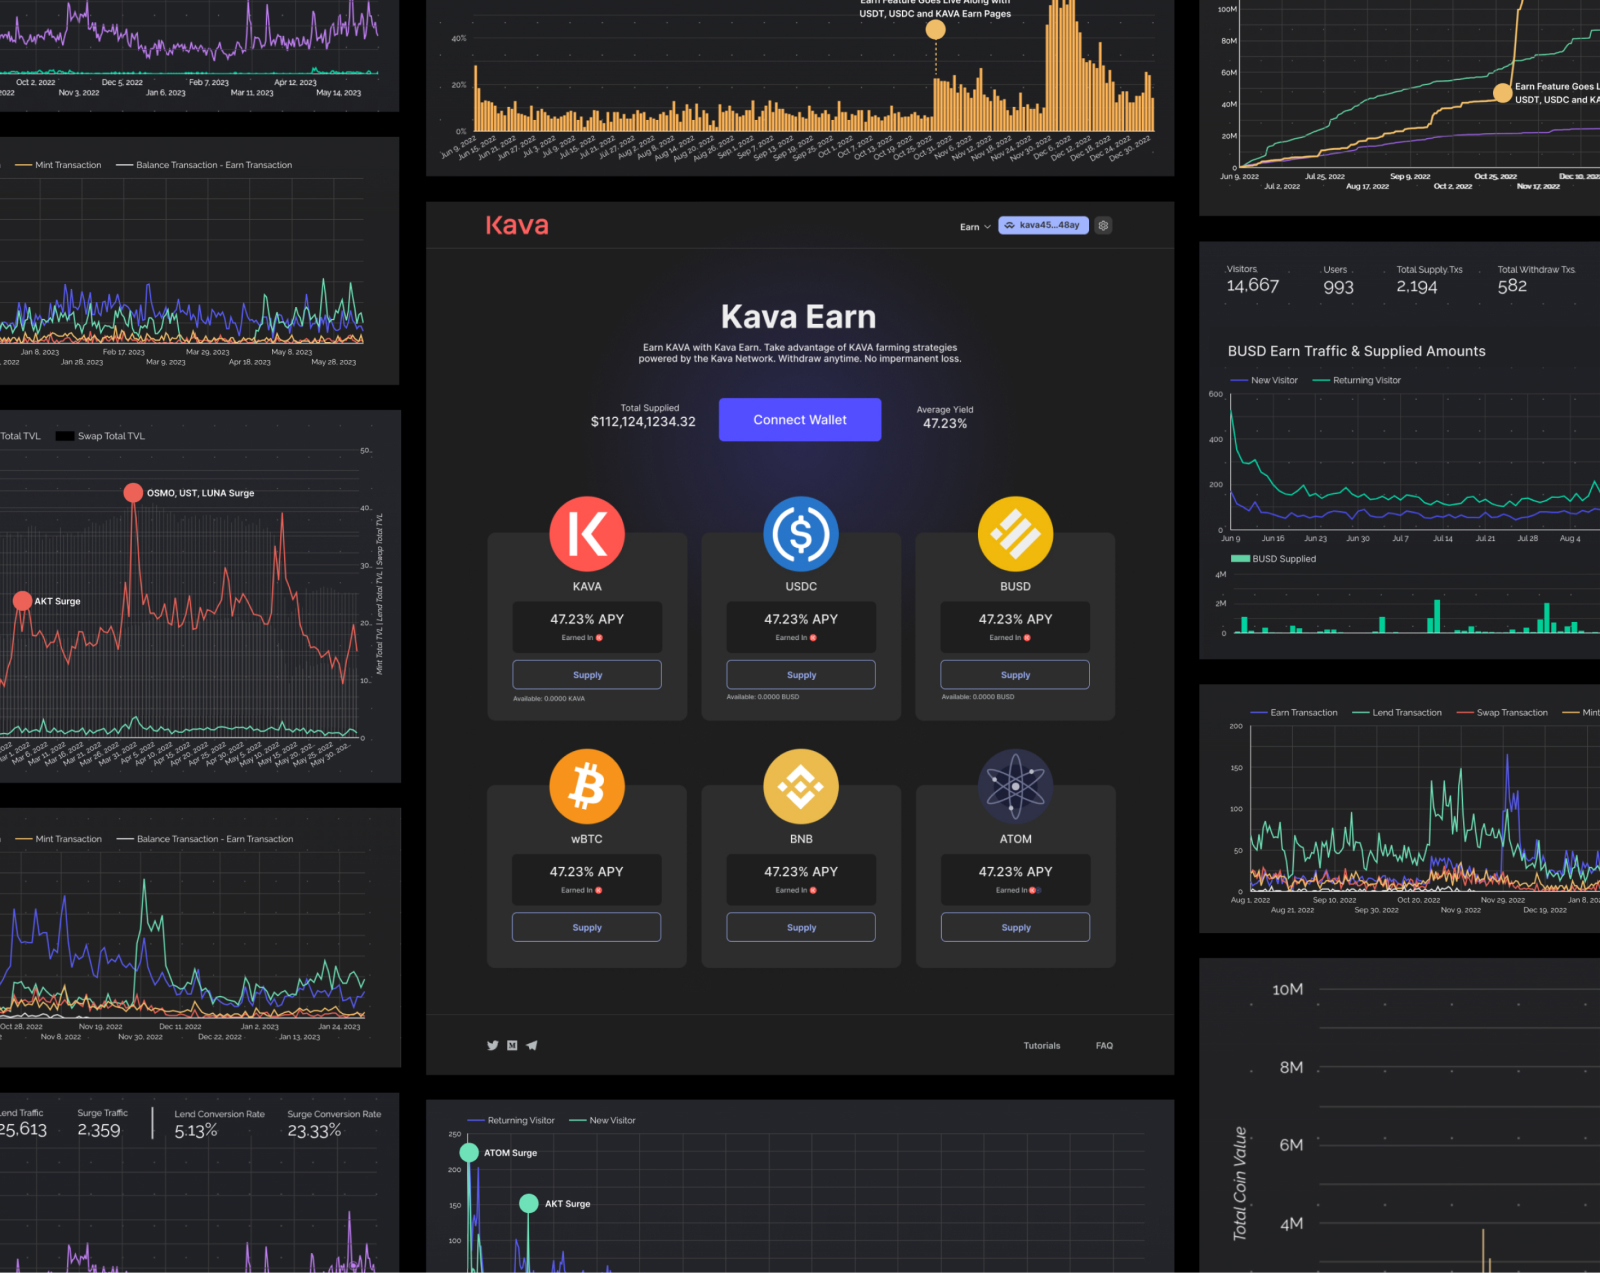 Oct 2, 2022
Dec 5, 2022
Feb 7, 2023
Apr 12, 2023
2022
Nov 3, 2022
Jan 6, 2023
Mar 11, 2023
May 14, 2023
Mint Transaction
Balance Transaction - Earn Transaction
Jan 8, 2023
Feb 17, 2023
Mar 29, 2023
May 8, 2023
, 2022
Jan 28, 2023
Mar 9, 2023
Apr 18, 2023
May 28, 2023
Total TVL
Swap Total TVL
50
40
30
20
10
0
OSMO, UST, LUNA Surge
AKT Surge
Mint Total TVL | Lend Total TVL | Swap Total TVL
Mar 1, 2022
Mar 6, 2022
Mar 11, 2022
Mar 16, 2022
Mar 21, 2022
Mar 26, 2022
Mar 31, 2022
Apr 5, 2022
Apr 10, 2022
Apr 15, 2022
Apr 20, 2022
Apr 25, 2022
Apr 30, 2022
May 5, 2022
May 10, 2022
May 15, 2022
May 20, 2022
May 25, 2022
May 30, 202...
Mint Transaction
Balance Transaction - Earn Transaction
Oct 28, 2022
Nov 19, 2022
Dec 11, 2022
Jan 2, 2023
Jan 24, 2023
Nov 8, 2022
Nov 30, 2022
Dec 22, 2022
Jan 13, 2023
Lend Traffic
25,613
Surge Traffic
2,359
Lend Conversion Rate
5.13%
Surge Conversion Rate
23.33%
Earn Feature Goes Live Along with
USDT, USDC and KAVA Earn Pages
40%
20%
0%
Jun 9, 2022
Jun 15, 2022
Jun 21, 2022
Jun 27, 2022
Jul 3, 2022
Jul 9, 2022
Jul 15, 2022
Jul 21, 2022
Jul 27, 2022
Aug 2, 2022
Aug 8, 2022
Aug 14, 2022
Aug 20, 2022
Aug 26, 2022
Sep 1, 2022
Sep 7, 2022
Sep 13, 2022
Sep 19, 2022
Sep 25, 2022
Oct 1, 2022
Oct 7, 2022
Oct 13, 2022
Oct 19, 2022
Oct 25, 2022
Oct 31, 2022
Nov 6, 2022
Nov 12, 2022
Nov 18, 2022
Nov 24, 2022
Nov 30, 2022
Dec 6, 2022
Dec 12, 2022
Dec 18, 2022
Dec 24, 2022
Dec 30, 2022
Kava
Earn
kava45...48ay
Kava Earn
Earn KAVA with Kava Earn. Take advantage of KAVA farming strategies
powered by the Kava Network. Withdraw anytime. No impermanent loss.
Total Supplied
$112,124,1234.32
Connect Wallet
Average Yield
47.23%
KAVA
47.23% APY
Earned In
Supply
Available: 0.0000 KAVA
USDC
47.23% APY
Earned In
Supply
Available: 0.0000 BUSD
BUSD
47.23% APY
Earned In
Supply
Available: 0.0000 BUSD
wBTC
47.23% APY
Earned In
Supply
BNB
47.23% APY
Earned In
Supply
ATOM
47.23% APY
Earned In
Supply
Tutorials
FAQ
Returning Visitor
New Visitor
250
200
150
100
ATOM Surge
AKT Surge
100M
80M
60M
40M
20M
0
Earn Feature Goes L
USDT, USDC and KA
Jun 9, 2022
Jul 25, 2022
Sep 9, 2022
Oct 25, 2022
Dec 10, 202
Jul 2, 2022
Aug 17, 2022
Oct 2, 2022
Nov 17, 2022
Visitors
14,667
Users
993
Total Supply Txs
2,194
Total Withdraw Txs
582
BUSD Earn Traffic & Supplied Amounts
New Visitor
Returning Visitor
600
400
200
0
Jun 9
Jun 16
Jun 23
Jun 30
Jul 7
Jul 14
Jul 21
Jul 28
Aug 4
BUSD Supplied
4M
2M
0
Earn Transaction
Lend Transaction
Swap Transaction
Mint
200
150
100
50
0
Aug 1, 2022
Sep 10, 2022
Oct 20, 2022
Nov 29, 2022
Jan 8, 202
Aug 21, 2022
Sep 30, 2022
Nov 9, 2022
Dec 19, 2022
10M
8M
6M
4M
Total Coin Value